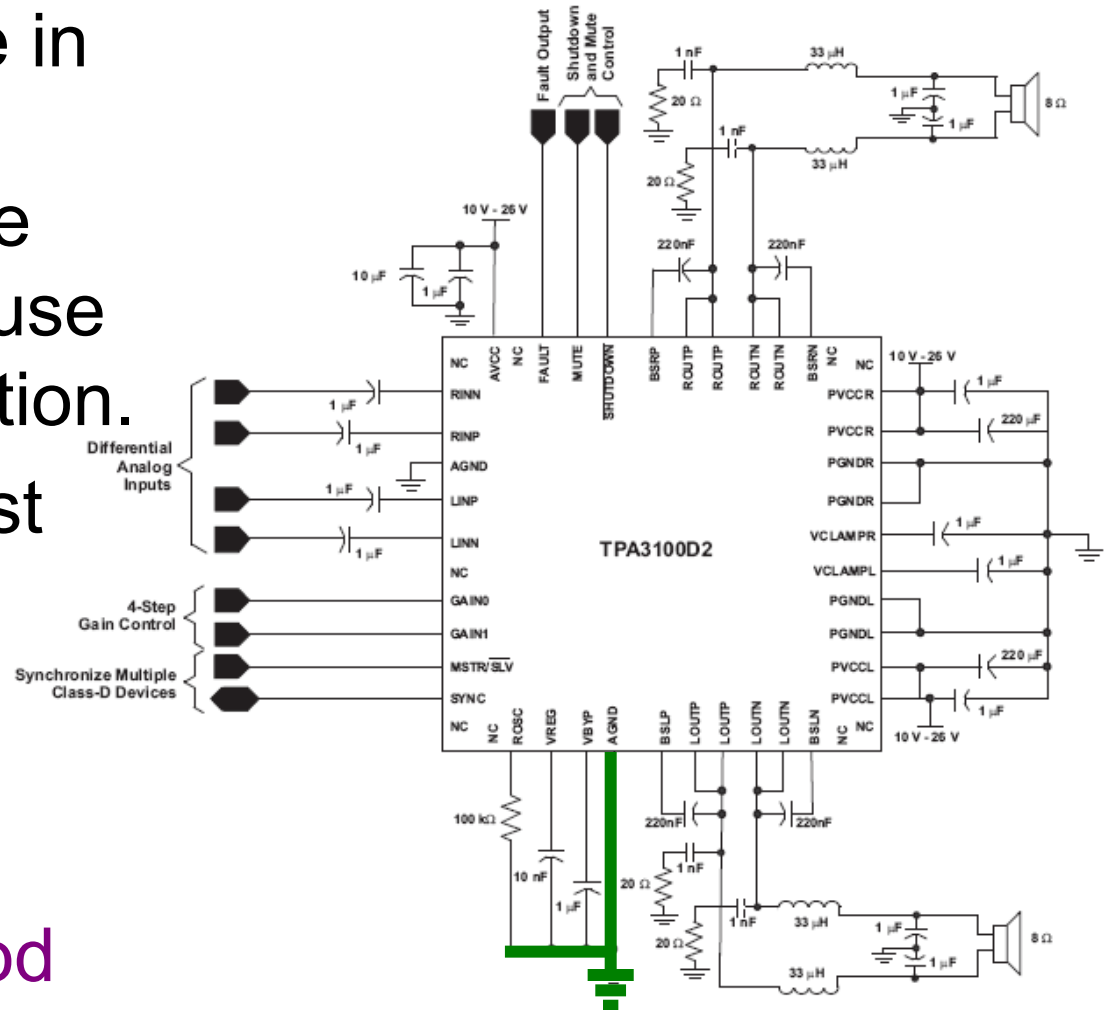 e in
e
use
tion.
st
od
Fault Output
Shutdown
and Mute
Control
1 nF
20 Ω
33 μH
1 μF
1 μF
8 Ω
1 nF
20 Ω
33 μH
10 V - 26 V
10 μF
1 μF
220nF
220nF
NC
AVCC
NC
FAULT
MUTE
SHUTDOWN
BSRP
ROUTP
ROUTP
ROUTN
ROUTN
BSRN
NC
NC
10 V - 26 V
Differential
Analog
Inputs
1 μF
1 μF
1 μF
1 μF
RINN
RINP
AGND
LINP
LINN
NC
GAIN0
GAIN1
MSTR/SLV
SYNC
NC
4-Step
Gain Control
Synchronize Multiple
Class-D Devices
TPA3100D2
PVCCR
PVCCR
PGNDR
PGNDR
VCLAMPR
VCLAMPL
PGNDL
PGNDL
PVCCL
PVCCL
NC
1 μF
220 μF
1 μF
1 μF
220 μF
1 μF
10 V - 26 V
NC
ROSC
VREG
VBYP
AGND
BSLP
LOUTP
LOUTP
LOUTN
LOUTN
BSLN
NC
100 kΩ
10 nF
1 μF
220nF
220nF
1 nF
20 Ω
1 nF
20 Ω
33 μH
33 μH
1 μF
1 μF
8 Ω